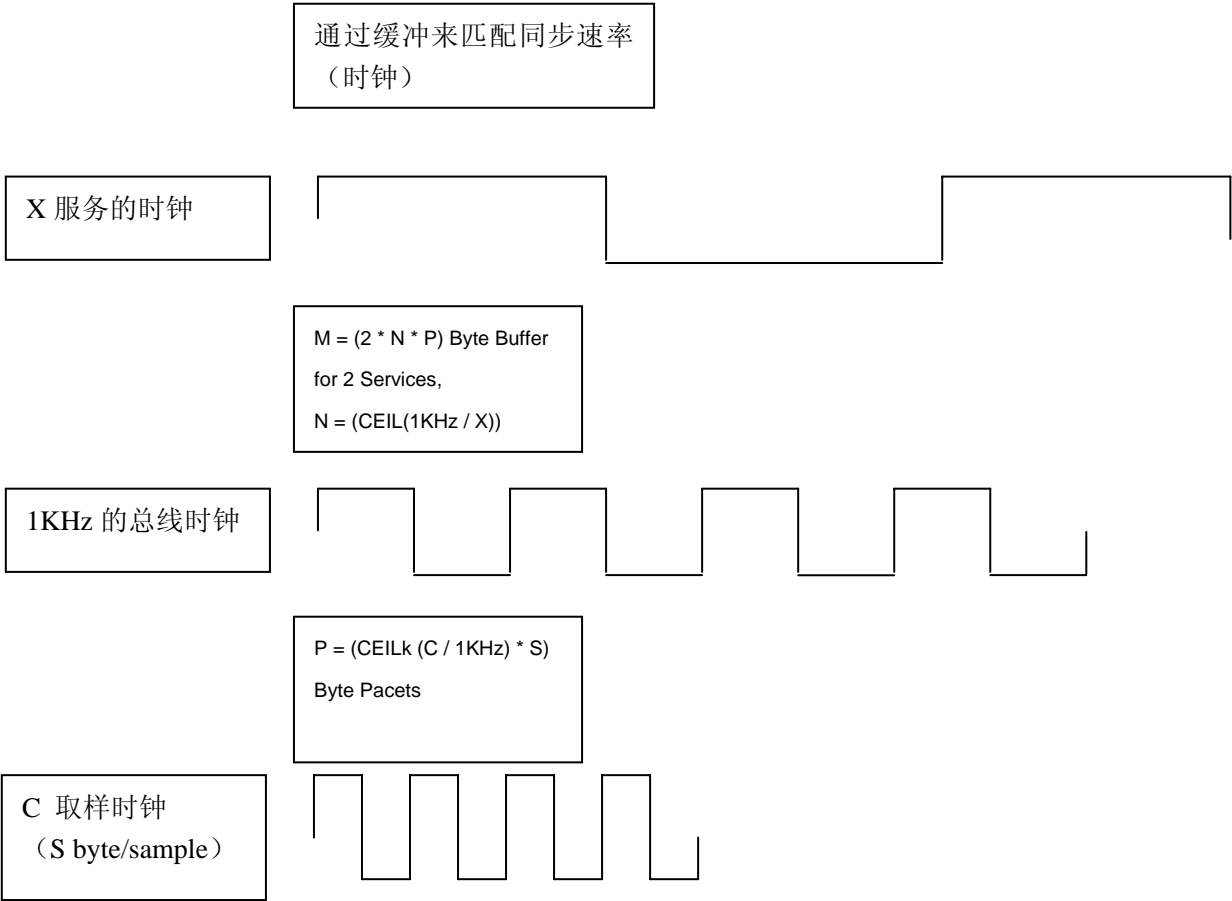 通过缓冲来匹配同步速率
（时钟）
X 服务的时钟
M = (2 * N * P) Byte Buffer
for 2 Services,
N = (CEIL(1KHz / X))
1KHz 的总线时钟
P = (CEILk (C / 1KHz) * S)
Byte Pacets
C 取样时钟
（S byte/sample）